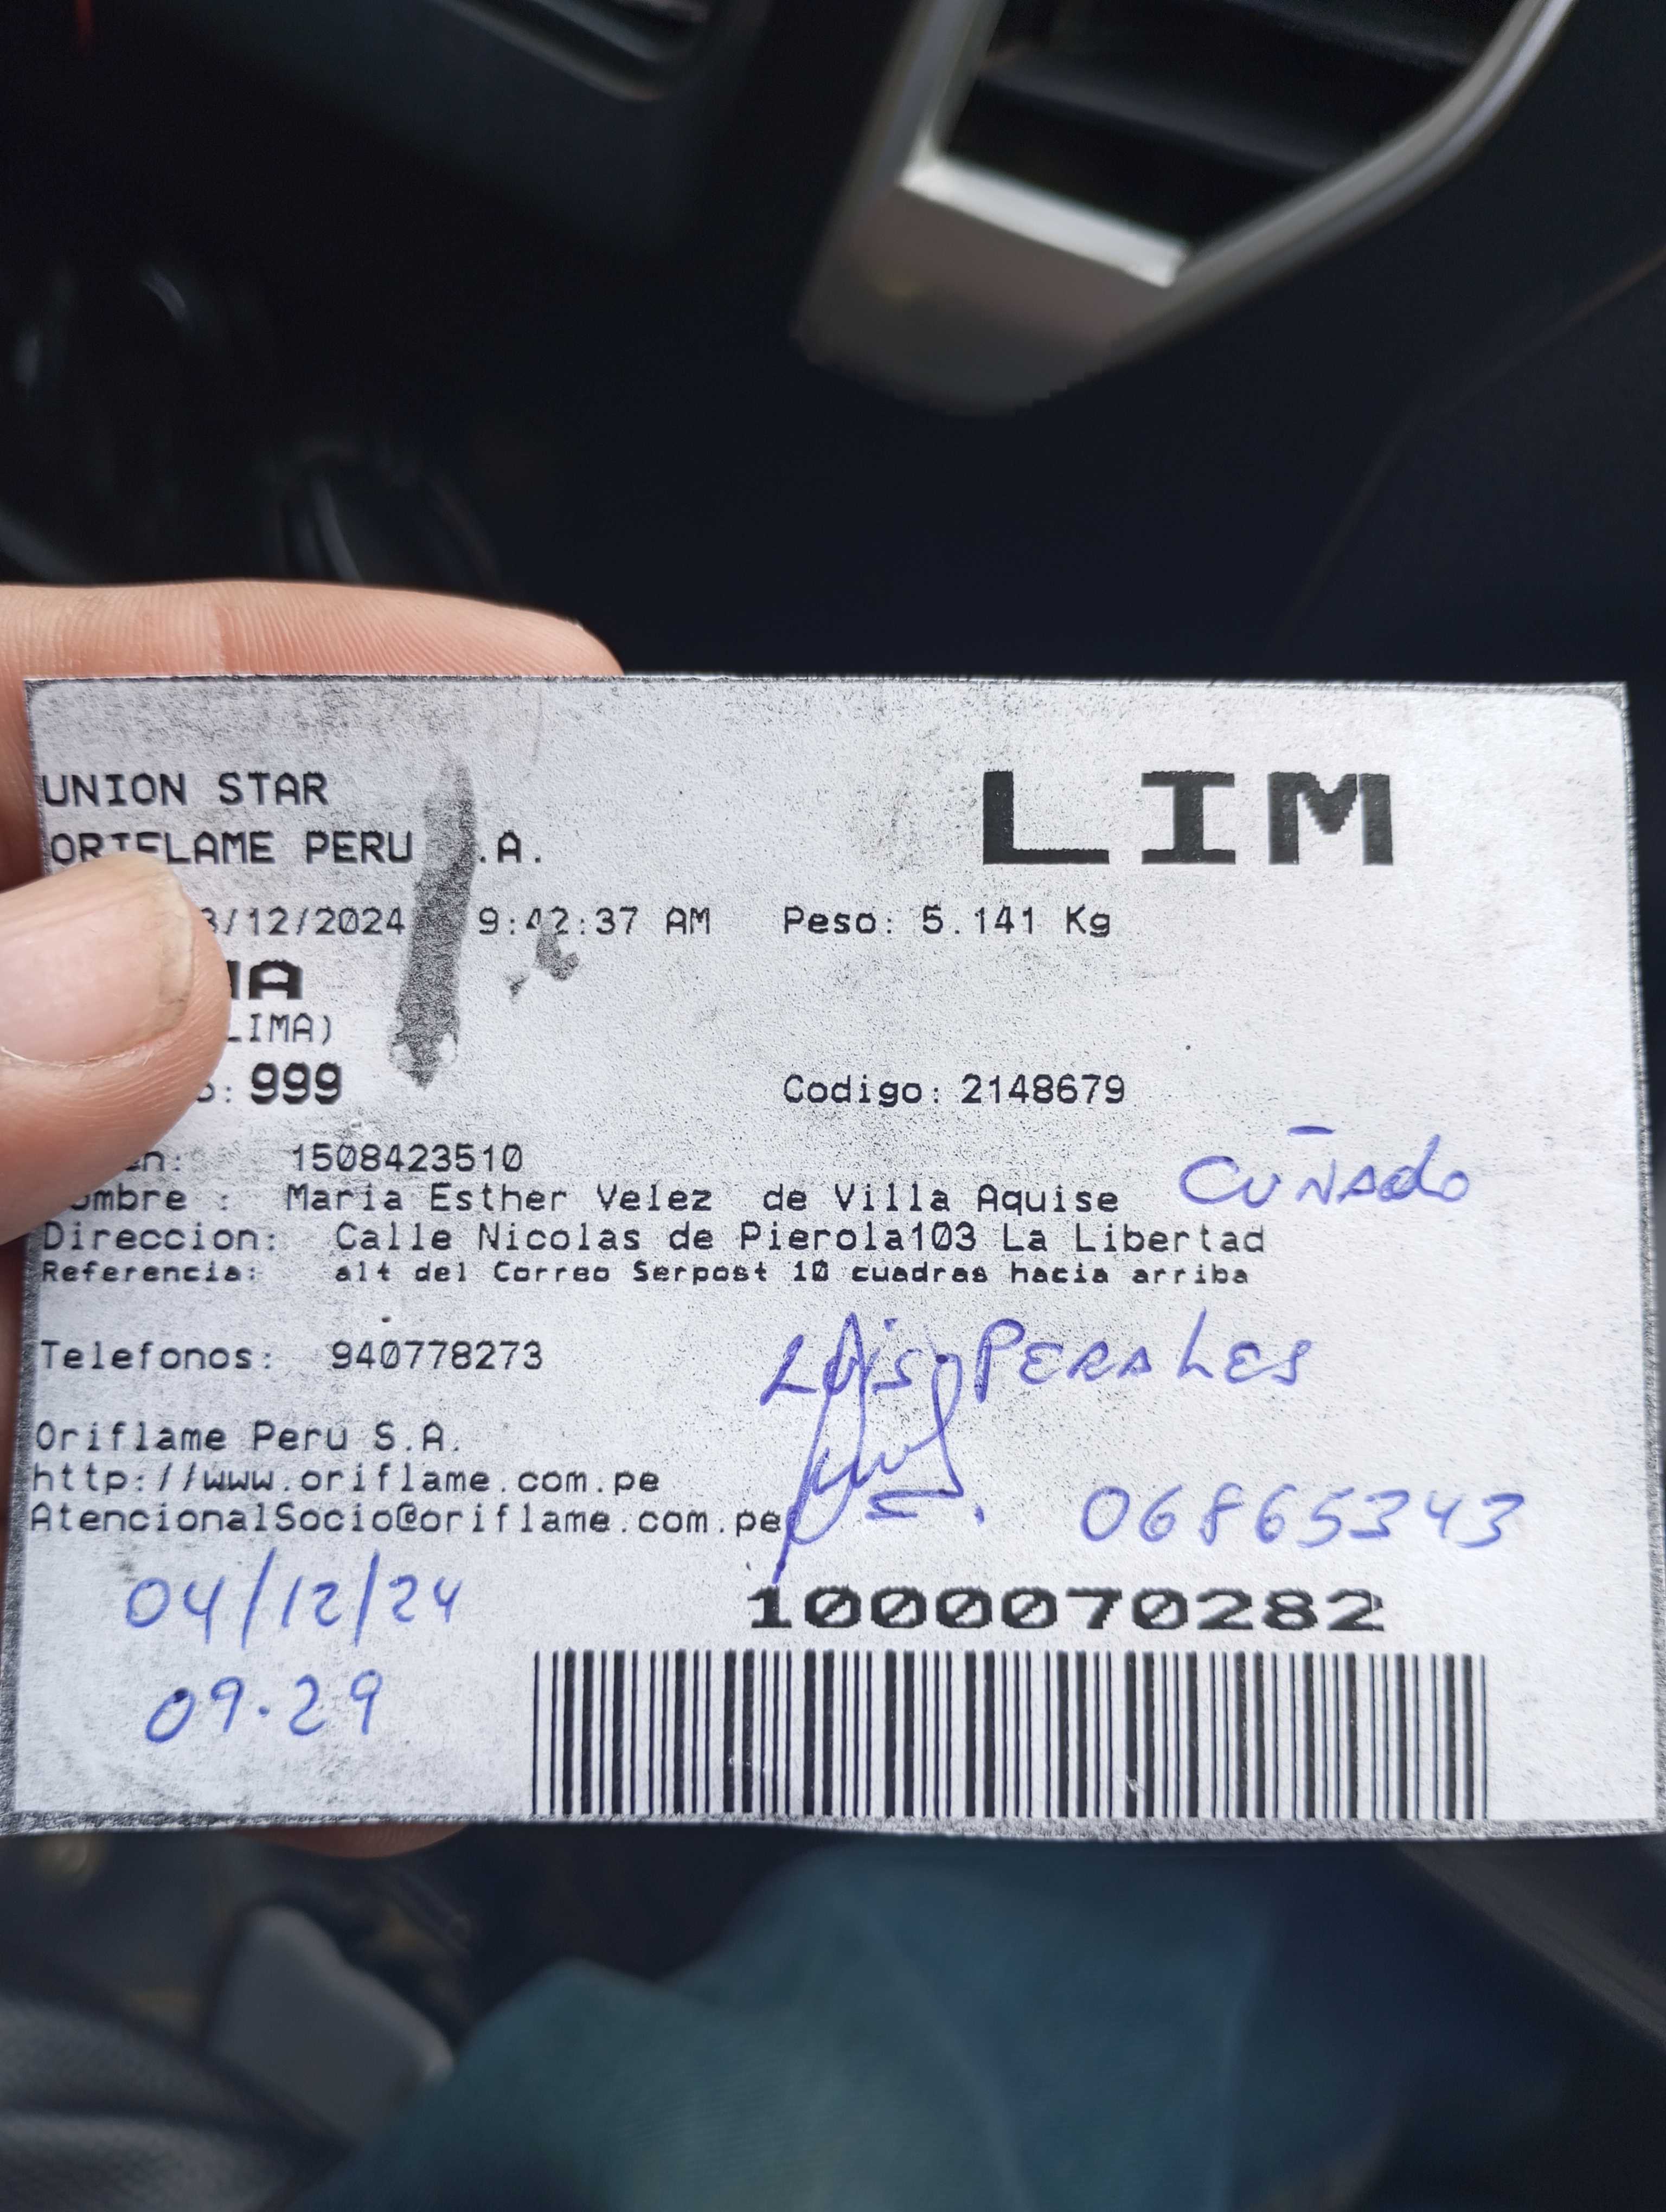 UNION STAR
LIM
ORIFLAME PERU .A.
3/12/2024 9:42:37 AM Peso: 5.141 Kg
LIMA)
: 999
Codigo: 2148679
1508423510
Nombre : Maria Esther Velez de Villa Aquise
CUÑADO
Direccion: Calle Nicolas de Pierola103 La Libertad
Referencia: alt del Correo Serpost 10 cuadras hacia arriba
Telefonos: 940778273
LUIS PERALES
Oriflame Peru S.A.
http://www.oriflame.com.pe
AtencionalSocio@oriflame.com.pe
06865343
04/12/24
1000070282
09.29